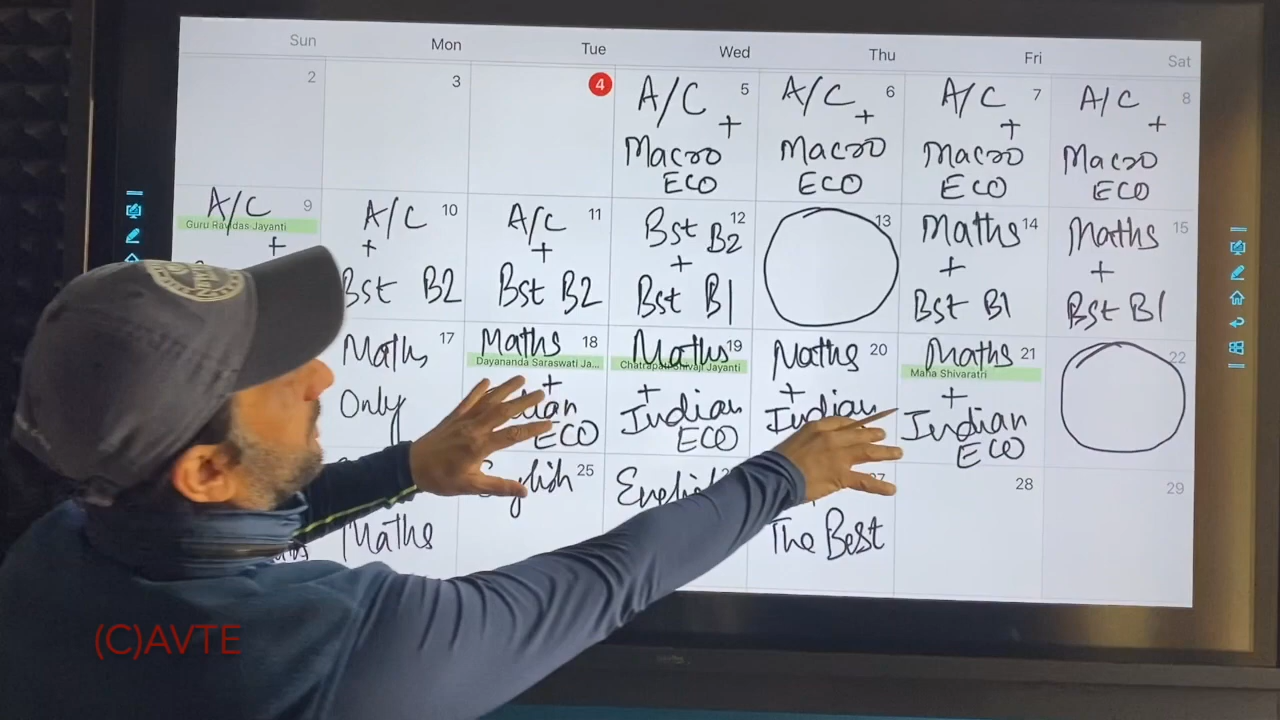 Sun Mon Tue Wed Thu Fri Sat
2 3 4 5 6 7 8
A/C + Macro ECO
A/C + Macro ECO
A/C + Macro ECO
A/C + Macro ECO
9 10 11 12 13 14 15
A/C
Guru Ravidas Jayanti
+
A/C + Bst B2
A/C + Bst B2
Bst B2 + Bst B1
Maths + Bst B1
Maths + Bst B1
17 18 19 20 21 22
Maths Only
Maths
Dayananda Saraswati Ja...
+ ECO
Maths
Chatrapati Shivaji Jayanti
+ Indian ECO
Maths + Indian
Maths
Maha Shivaratri
+ Indian ECO
25 27 28 29
Maths
English
The Best
(C)AVTE